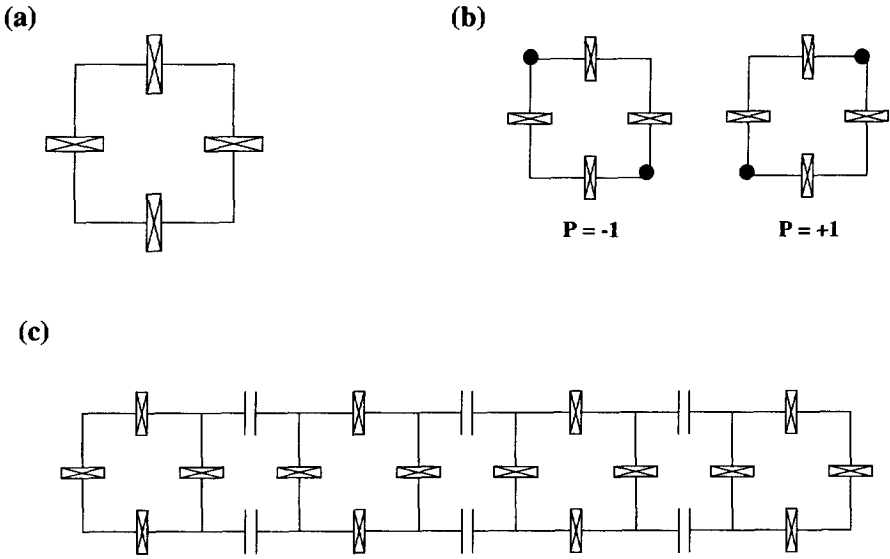 (a)
(b)
P = -1
P = +1
(c)